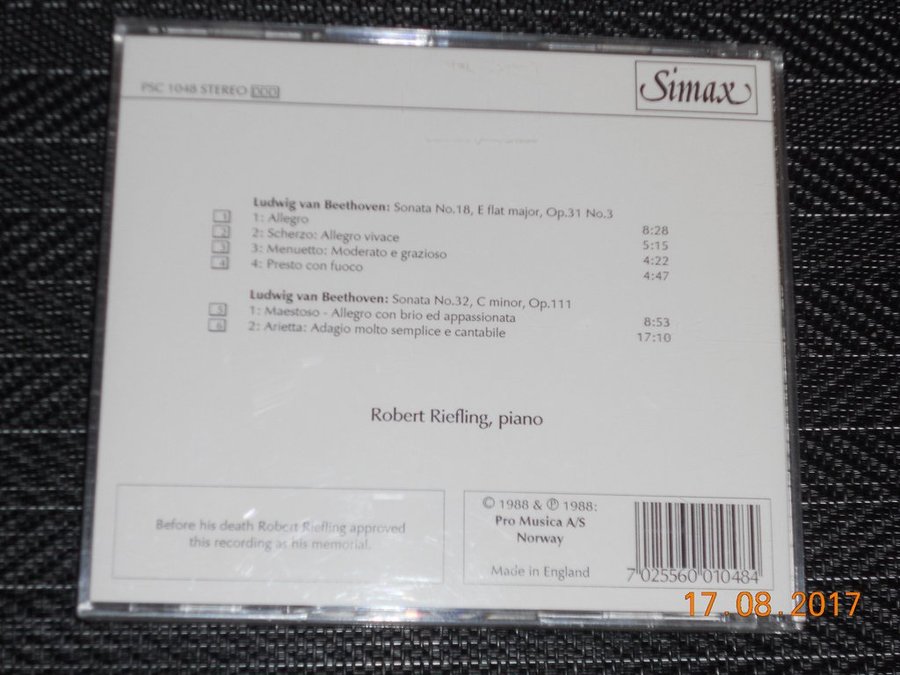 PSC 1048 STEREO DDD
Simax
Ludwig van Beethoven: Sonata No.18, E flat major, Op.31 No.3
1 1: Allegro 8:28
2 2: Scherzo: Allegro vivace 5:15
3 3: Menuetto: Moderato e grazioso 4:22
4 4: Presto con fuoco 4:47
Ludwig van Beethoven: Sonata No.32, C minor, Op.111
5 1: Maestoso - Allegro con brio ed appassionata 8:53
6 2: Arietta: Adagio molto semplice e cantabile 17:10
Robert Riefling, piano
Before his death Robert Riefling approved
this recording as his memorial.
© 1988 & ℗ 1988:
Pro Musica A/S
Norway
Made in England
7 025560 010484
17.08.2017